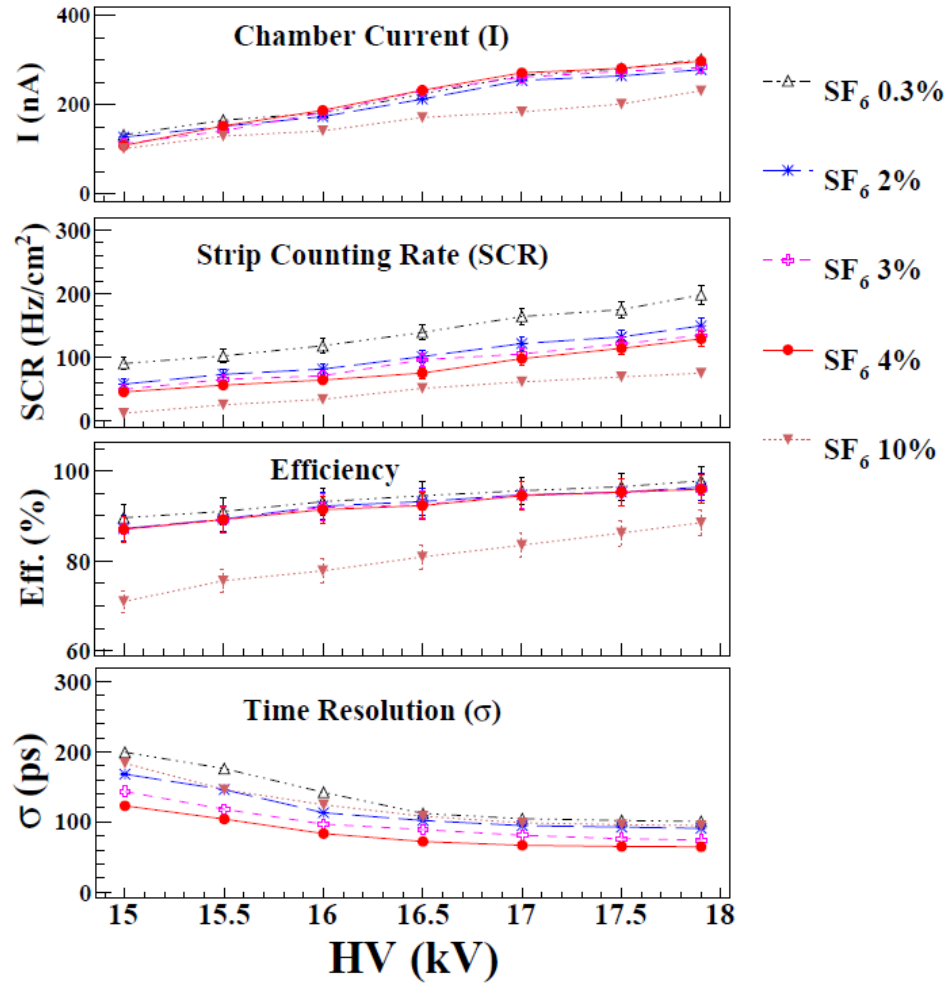 Chamber Current (I)
I (nA)
400
200
0
Strip Counting Rate (SCR)
SCR (Hz/cm²)
300
200
100
0
Efficiency
Eff. (%)
100
80
60
Time Resolution (σ)
σ (ps)
300
200
100
0
15 15.5 16 16.5 17 17.5 18
HV (kV)
SF₆ 0.3%
SF₆ 2%
SF₆ 3%
SF₆ 4%
SF₆ 10%